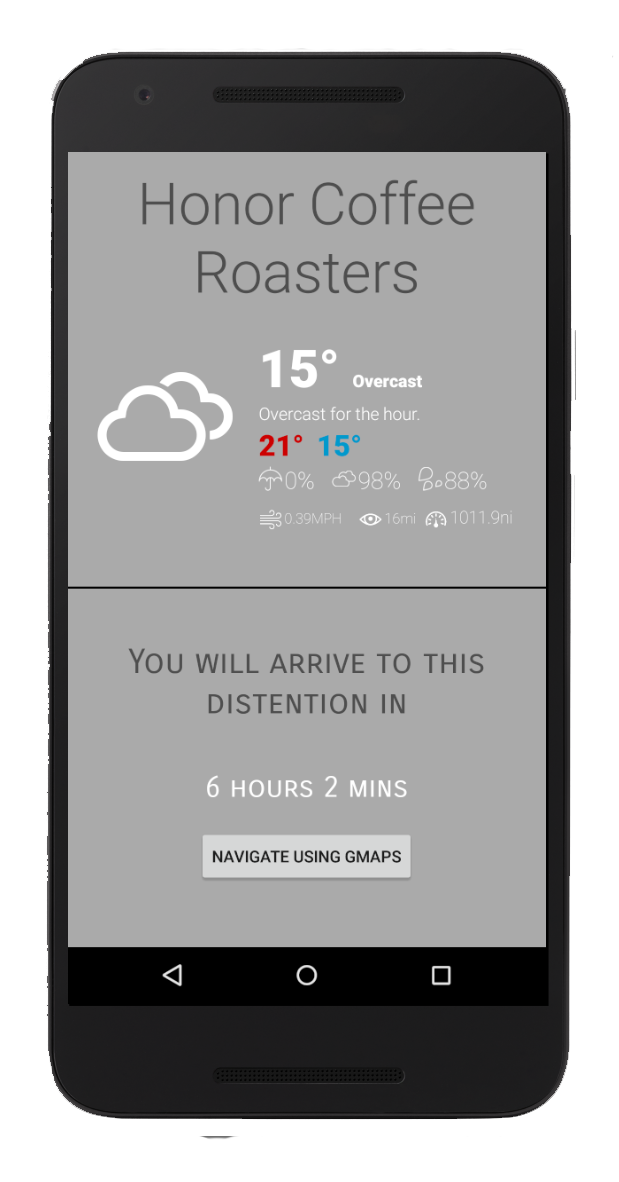 Honor Coffee
Roasters
15° Overcast
Overcast for the hour.
21° 15°
0% 98% 88%
0.39MPH 16mi 1011.9ni
You will arrive to this
distention in
6 hours 2 mins
NAVIGATE USING GMAPS